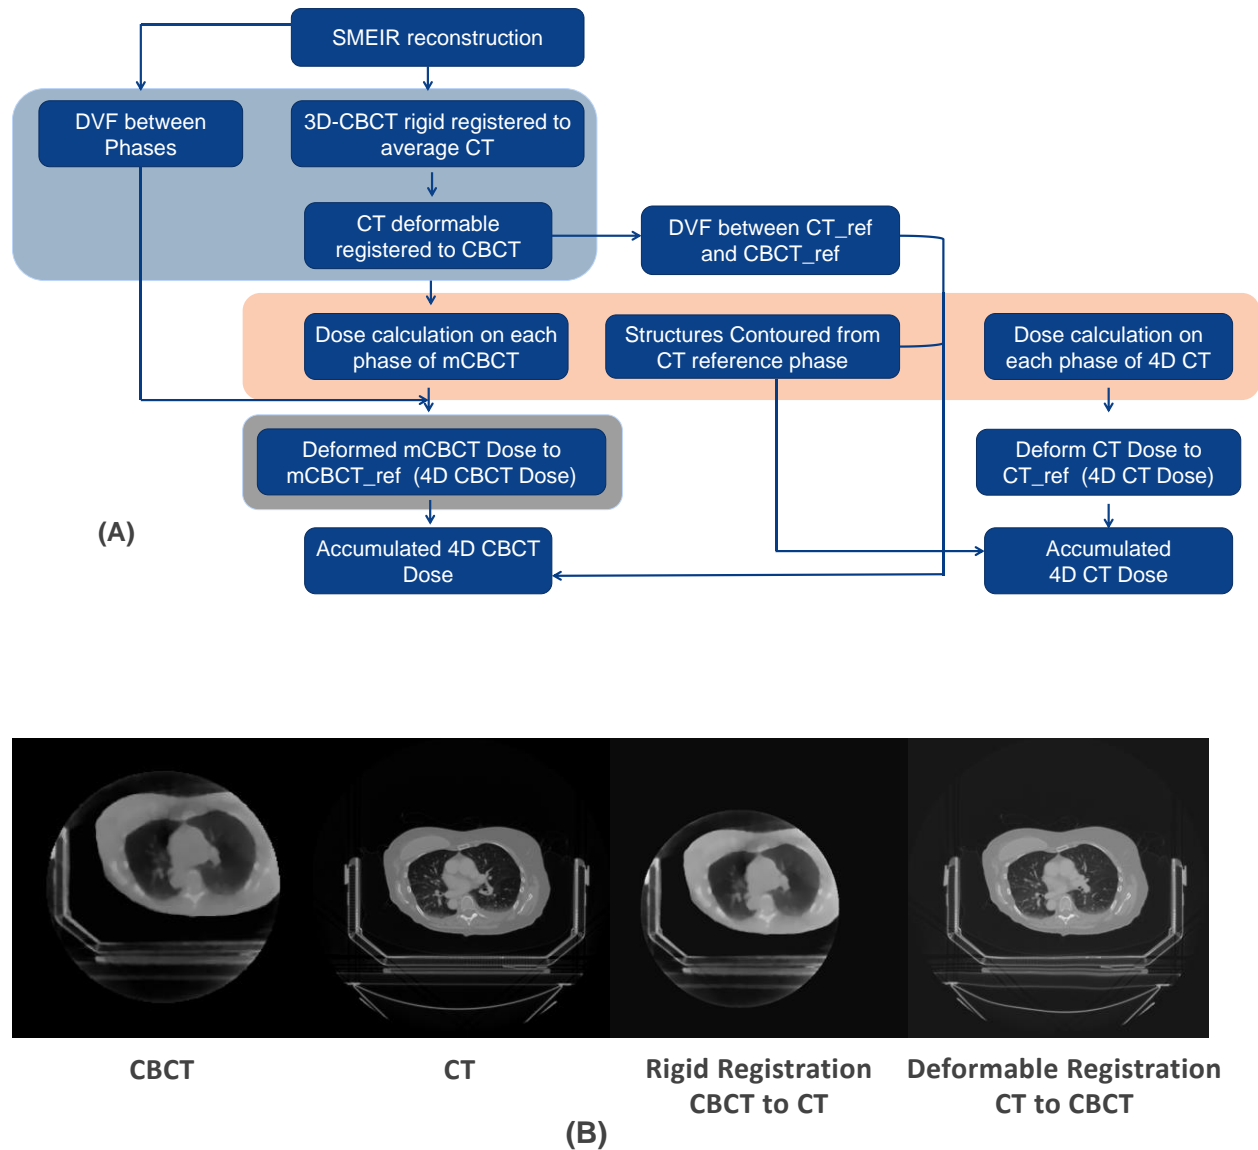 SMEIR reconstruction
DVF between
Phases
3D-CBCT rigid registered to
average CT
CT deformable
registered to CBCT
DVF between CT_ref
and CBCT_ref
Dose calculation on each
phase of mCBCT
Structures Contoured from
CT reference phase
Dose calculation on
each phase of 4D CT
Deformed mCBCT Dose to
mCBCT_ref (4D CBCT Dose)
Deform CT Dose to
CT_ref (4D CT Dose)
(A)
Accumulated 4D CBCT
Dose
Accumulated
4D CT Dose
CBCT
CT
Rigid Registration
CBCT to CT
Deformable Registration
CT to CBCT
(B)